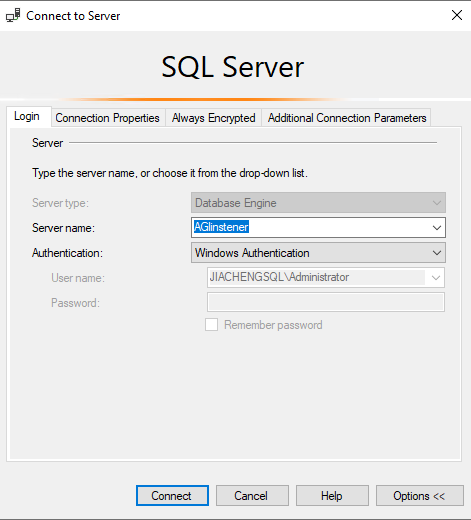 Connect to Server
SQL Server
Login Connection Properties Always Encrypted Additional Connection Parameters
Server
Type the server name, or choose it from the drop-down list.
Server type: Database Engine
Server name: AGlinstener
Authentication: Windows Authentication
User name: JIACHENGSQL\Administrator
Password:
Remember password
Connect Cancel Help Options <<